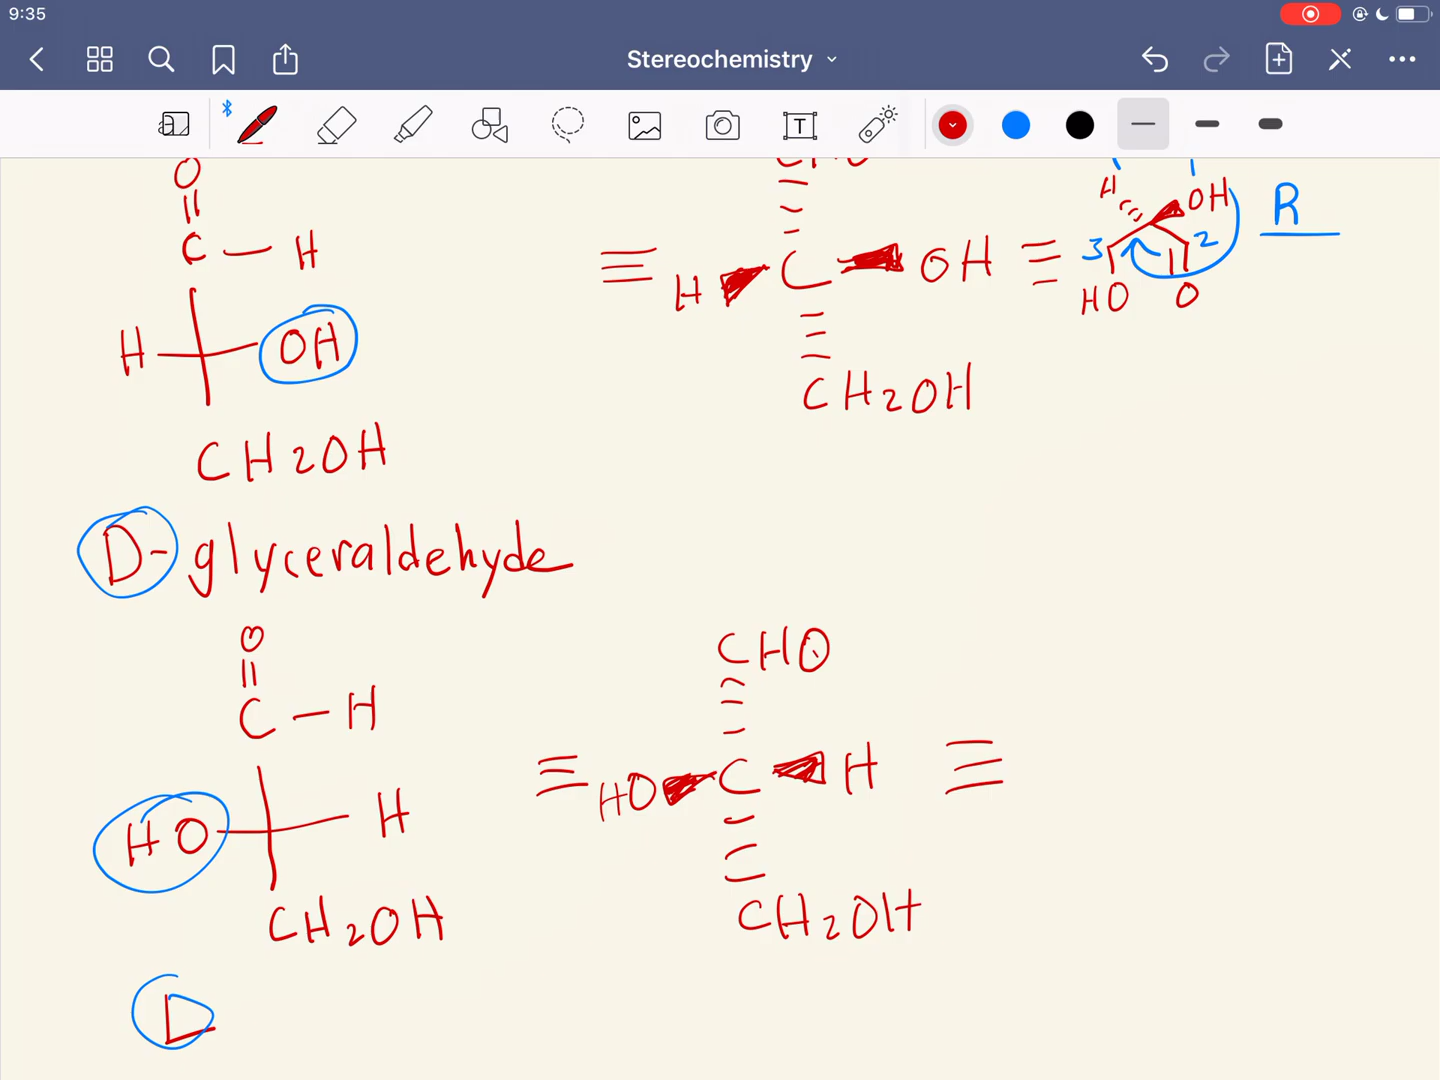 9:35
Stereochemistry
T
O
C — H
H OH
CH2OH
D- glyceraldehyde
≡ H C OH ≡
CH2OH
H OH R
3 2
HO O
O
C — H
HO H
CH2OH
L
CHO
≡ HO C H ≡
CH2OH